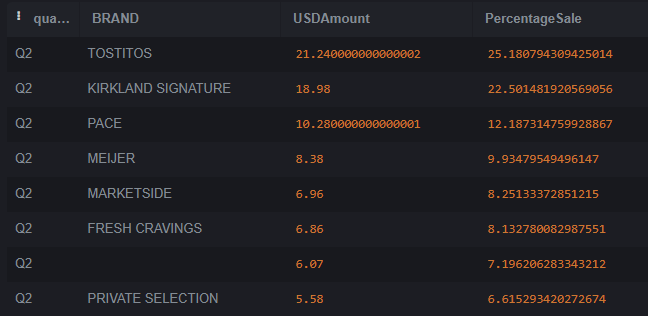 qua... BRAND USDAmount PercentageSale
Q2 TOSTITOS 21.240000000000002 25.180794309425014
Q2 KIRKLAND SIGNATURE 18.98 22.501481920569056
Q2 PACE 10.280000000000001 12.187314759928867
Q2 MEIJER 8.38 9.93479549496147
Q2 MARKETSIDE 6.96 8.25133372851215
Q2 FRESH CRAVINGS 6.86 8.132780082987551
Q2 6.07 7.196206283343212
Q2 PRIVATE SELECTION 5.58 6.615293420272674